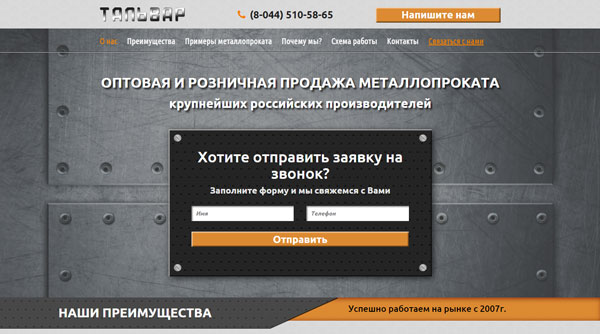 ТАЛЬВАР
(8-044) 510-58-65
Напишите нам
О нас Преимущества Примеры металлопроката Почему мы? Схема работы Контакты Связаться с нами
ОПТОВАЯ И РОЗНИЧНАЯ ПРОДАЖА МЕТАЛЛОПРОКАТА
крупнейших российских производителей
Хотите отправить заявку на
звонок?
Заполните форму и мы свяжемся с Вами
Имя Телефон
Отправить
НАШИ ПРЕИМУЩЕСТВА
Успешно работаем на рынке с 2007г.